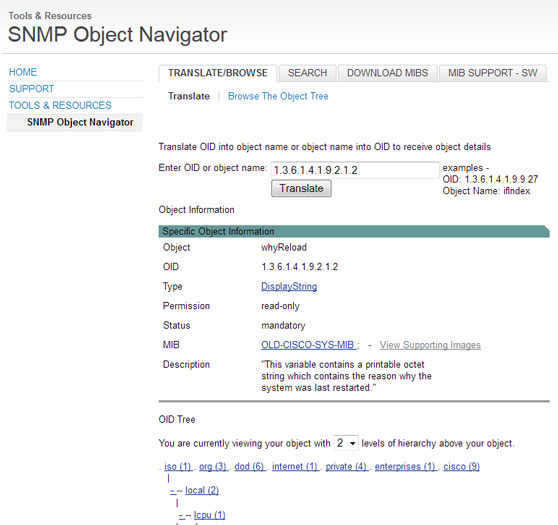 Tools & Resources
SNMP Object Navigator
HOME
SUPPORT
TOOLS & RESOURCES
SNMP Object Navigator
TRANSLATE/BROWSE SEARCH DOWNLOAD MIBS MIB SUPPORT - SW
Translate Browse The Object Tree
Translate OID into object name or object name into OID to receive object details
Enter OID or object name: 1.3.6.1.4.1.9.2.1.2 examples -
OID: 1.3.6.1.4.1.9.9.27
Translate
Object Name: ifIndex
Object Information
Specific Object Information
Object whyReload
OID 1.3.6.1.4.1.9.2.1.2
Type DisplayString
Permission read-only
Status mandatory
MIB OLD-CISCO-SYS-MIB ; - View Supporting Images
Description "This variable contains a printable octet
string which contains the reason why the
system was last restarted."
OID Tree
You are currently viewing your object with 2 levels of hierarchy above your object.
. iso (1) . org (3) . dod (6) . internet (1) . private (4) . enterprises (1) . cisco (9)
|
- -- local (2)
|
- -- lcpu (1)